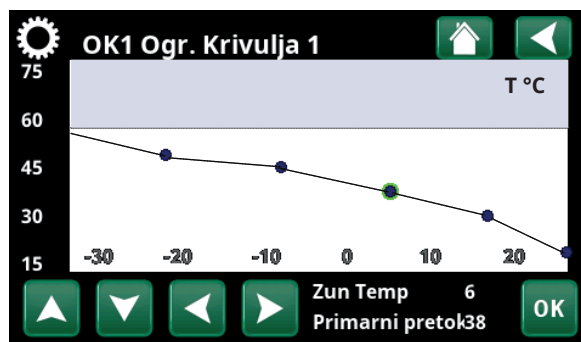 OK1 Ogr. Krivulja 1
75
T °C
60
45
30
15
-30 -20 -10 0 10 20
Zun Temp 6
Primarni pretok38
OK